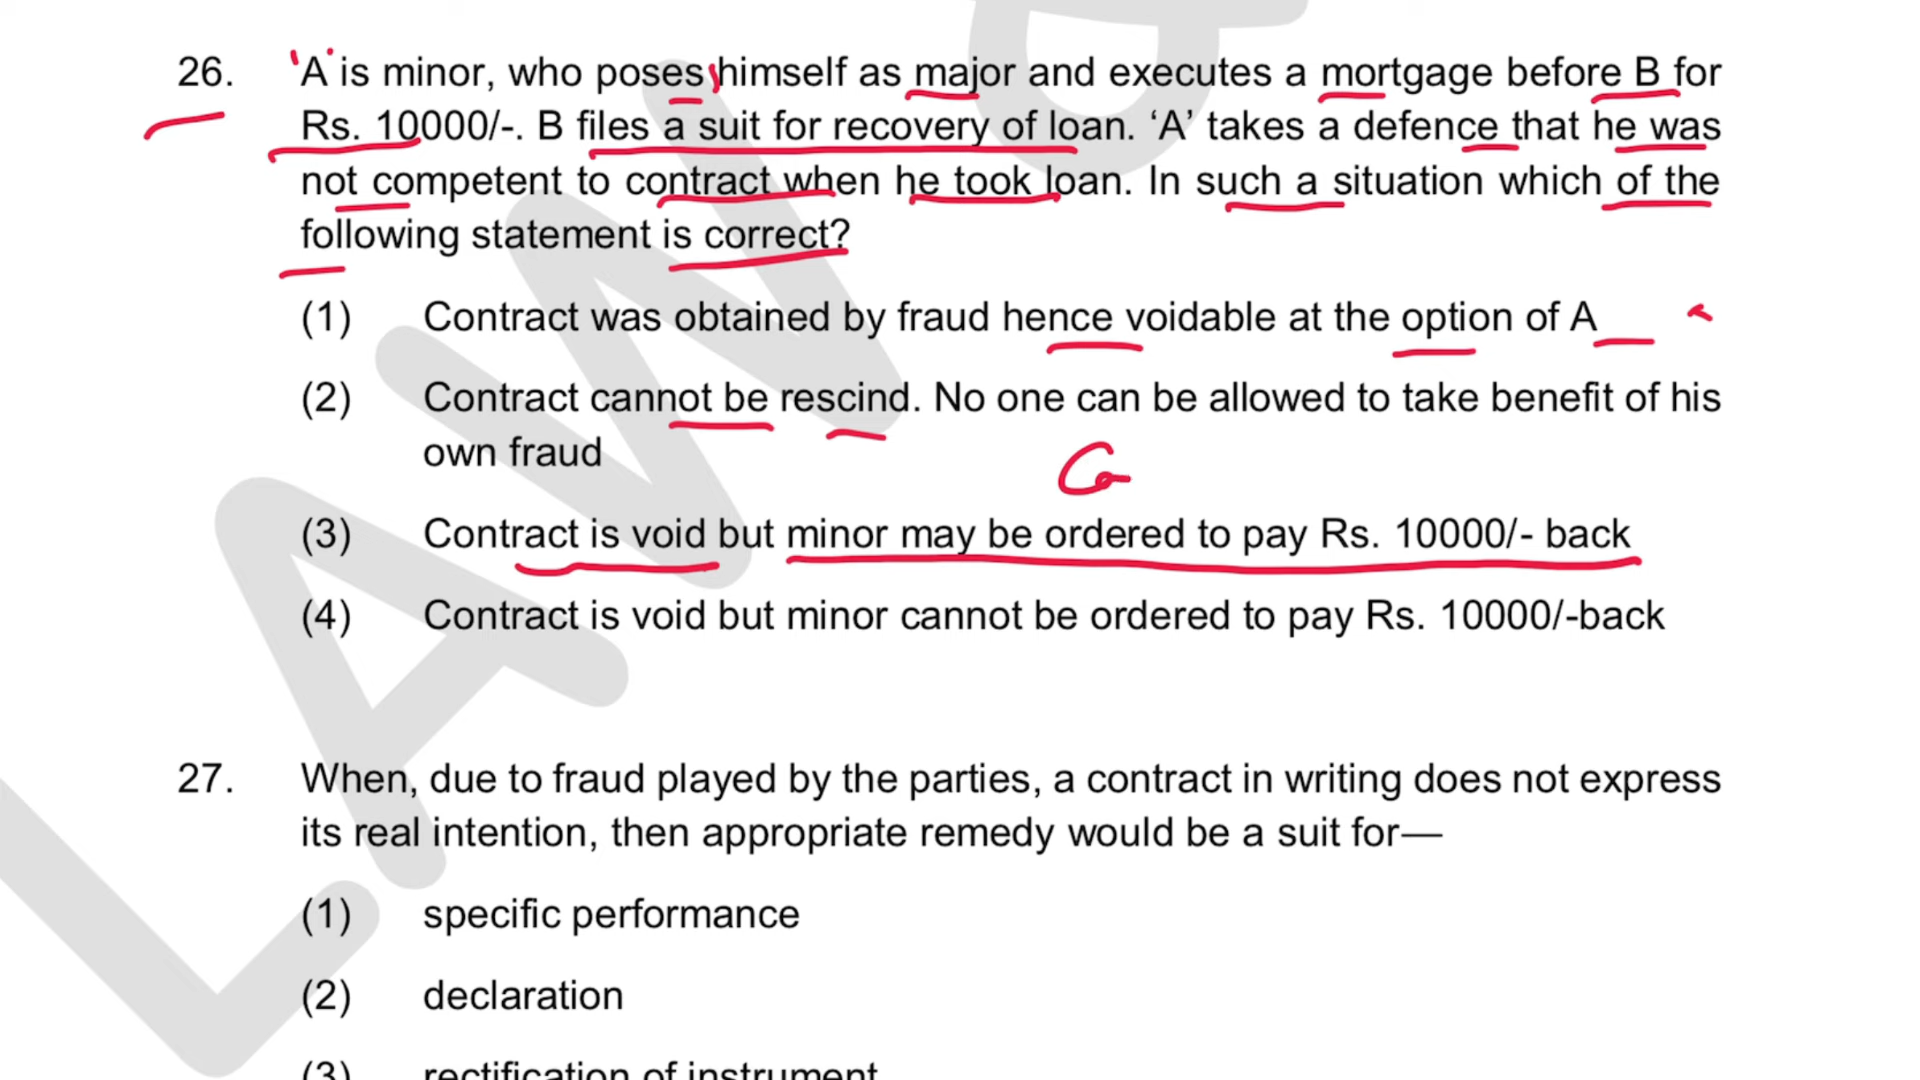 26. 'A' is minor, who poses himself as major and executes a mortgage before B for
Rs. 10000/-. B files a suit for recovery of loan. ‘A’ takes a defence that he was
not competent to contract when he took loan. In such a situation which of the
following statement is correct?
(1) Contract was obtained by fraud hence voidable at the option of A
(2) Contract cannot be rescind. No one can be allowed to take benefit of his
own fraud
(3) Contract is void but minor may be ordered to pay Rs. 10000/- back
(4) Contract is void but minor cannot be ordered to pay Rs. 10000/-back
27. When, due to fraud played by the parties, a contract in writing does not express
its real intention, then appropriate remedy would be a suit for—
(1) specific performance
(2) declaration
(3) rectification of instrument
LAW